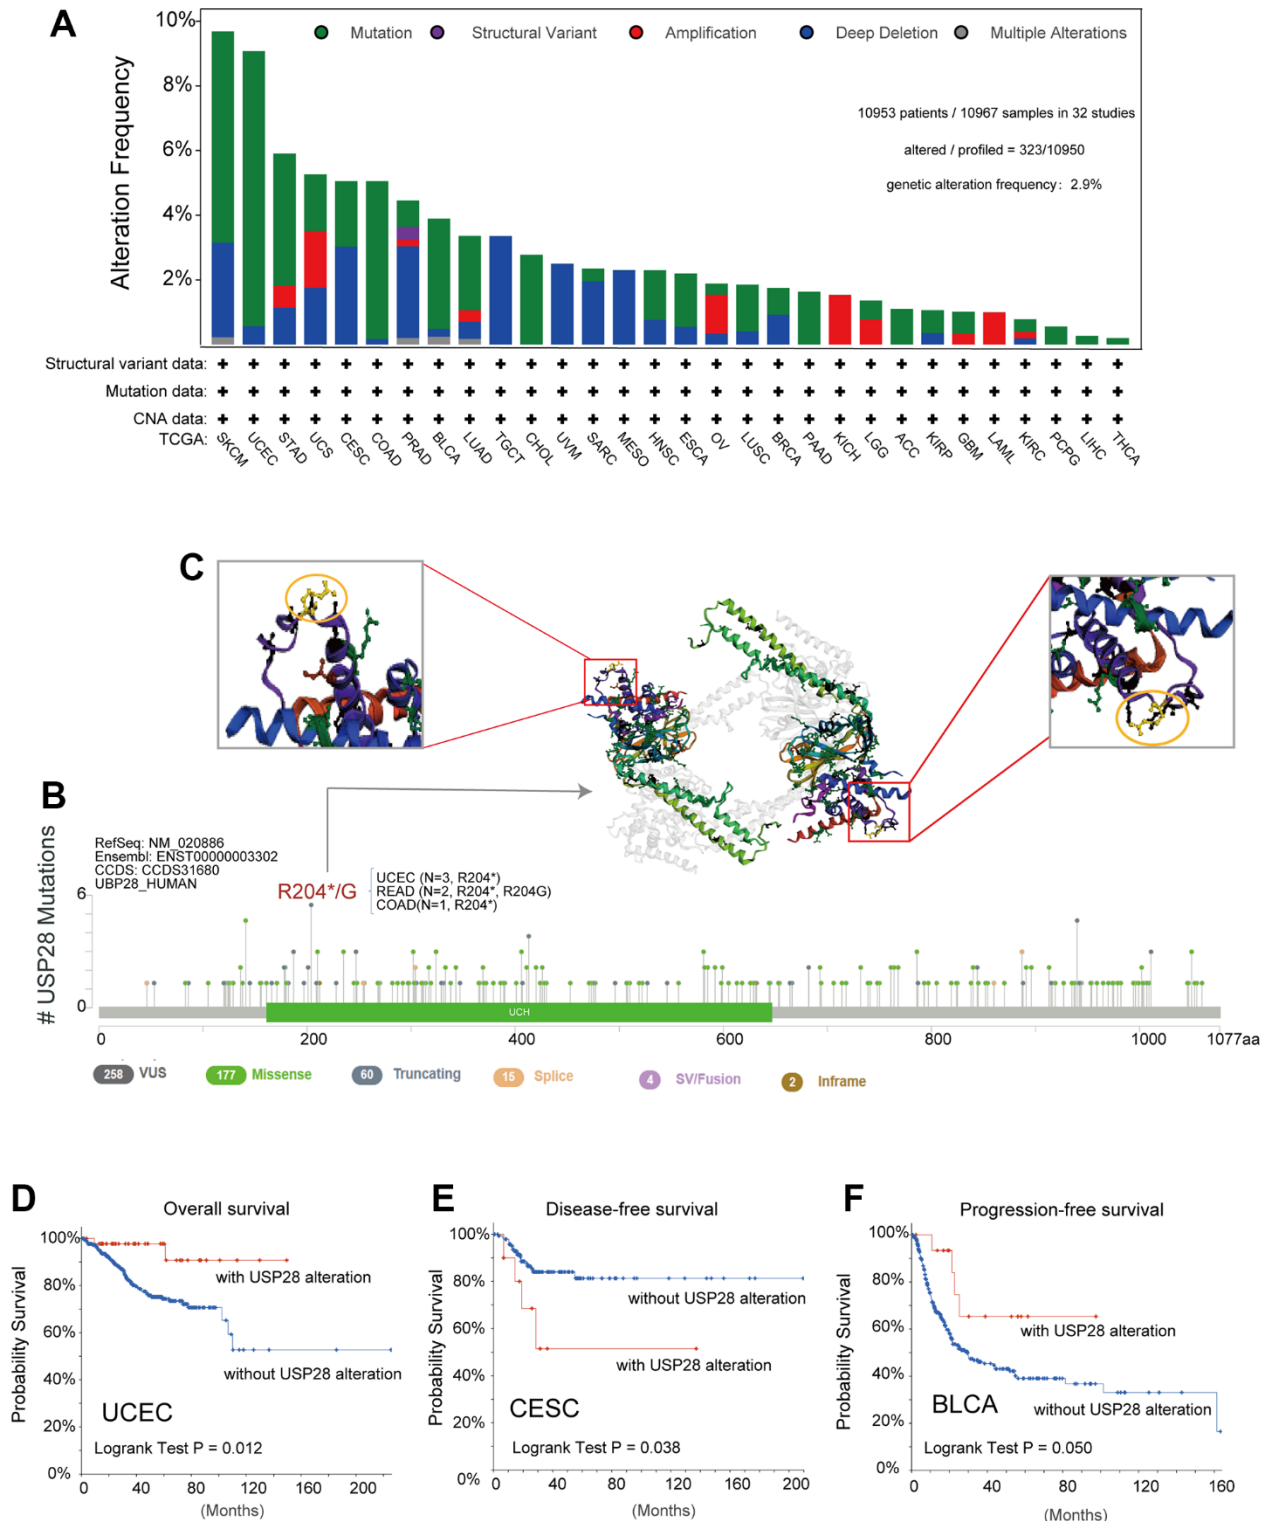 A
10%
8%
6%
4%
2%
Alteration Frequency
Mutation Structural Variant Amplification Deep Deletion Multiple Alterations
10953 patients / 10967 samples in 32 studies
altered / profiled = 323/10950
genetic alteration frequency: 2.9%
Structural variant data: + + + + + + + + + + + + + + + + + + + + + + + + + + + + + +
Mutation data: + + + + + + + + + + + + + + + + + + + + + + + + + + + + + +
CNA data: + + + + + + + + + + + + + + + + + + + + + + + + + + + + + +
TCGA: SKCM UCEC STAD UCS CESC COAD PRAD BLCA LUAD TGCT CHOL UVM SARC MESO HNSC ESCA OV LUSC BRCA PAAD KICH LGG ACC KIRP GBM LAML KIRC PCPG LIHC THCA
C
B
RefSeq: NM_020886
Ensembl: ENST00000003302
CCDS: CCDS31680
UBP28_HUMAN
R204*/G
UCEC (N=3, R204*)
READ (N=2, R204*, R204G)
COAD(N=1, R204*)
# USP28 Mutations
6
0
UCH
0 200 400 600 800 1000 1077aa
258 VUS 177 Missense 60 Truncating 15 Splice 4 SV/Fusion 2 Inframe
D
Overall survival
Probability Survival
100%
80%
60%
40%
20%
0%
with USP28 alteration
without USP28 alteration
UCEC
Logrank Test P = 0.012
0 40 80 120 160 200
(Months)
E
Disease-free survival
Probability Survival
100%
80%
60%
40%
20%
0%
without USP28 alteration
with USP28 alteration
CESC
Logrank Test P = 0.038
0 40 80 120 160 200
(Months)
F
Progression-free survival
Probability Survival
100%
80%
60%
40%
20%
0%
with USP28 alteration
without USP28 alteration
BLCA
Logrank Test P = 0.050
0 40 80 120 160
(Months)